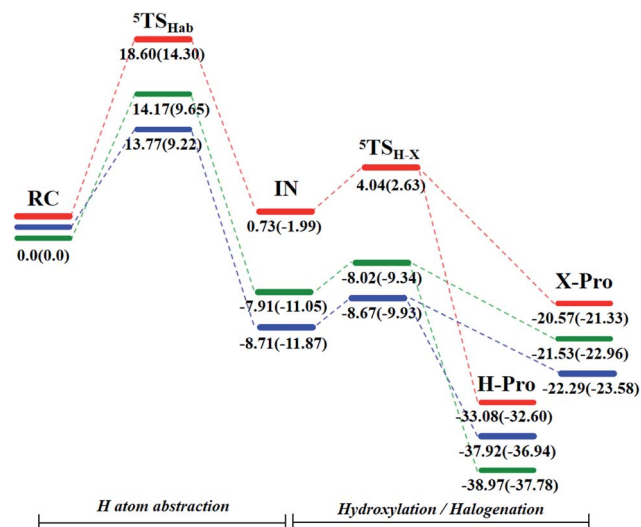 ⁵TS_Hab
18.60(14.30)
14.17(9.65)
13.77(9.22)
RC
0.0(0.0)
IN
0.73(-1.99)
-7.91(-11.05)
-8.71(-11.87)
⁵TS_H-X
4.04(2.63)
-8.02(-9.34)
-8.67(-9.93)
X-Pro
-20.57(-21.33)
-21.53(-22.96)
-22.29(-23.58)
H-Pro
-33.08(-32.60)
-37.92(-36.94)
-38.97(-37.78)
H atom abstraction
Hydroxylation / Halogenation